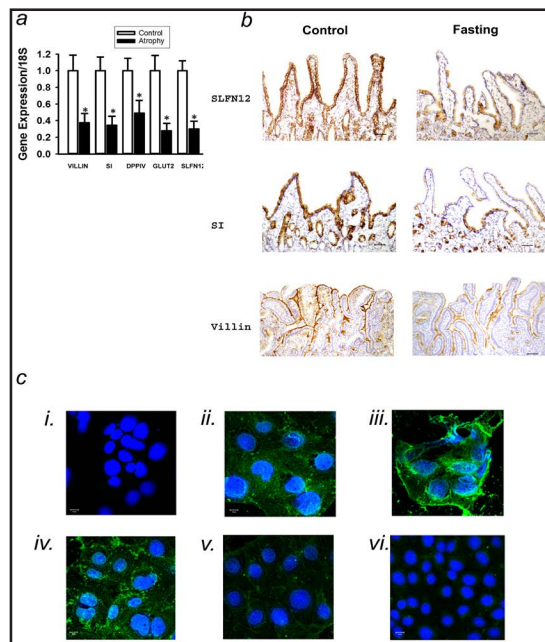 a
Control
Atrophy
Gene Expression/18S
1.2
1.0
0.8
0.6
0.4
0.2
0.0
* * * * *
VILLIN SI DPPIV GLUT2 SLFN12
b
Control Fasting
SLFN12
SI
Villin
c
i. ii. iii.
iv. v. vi.